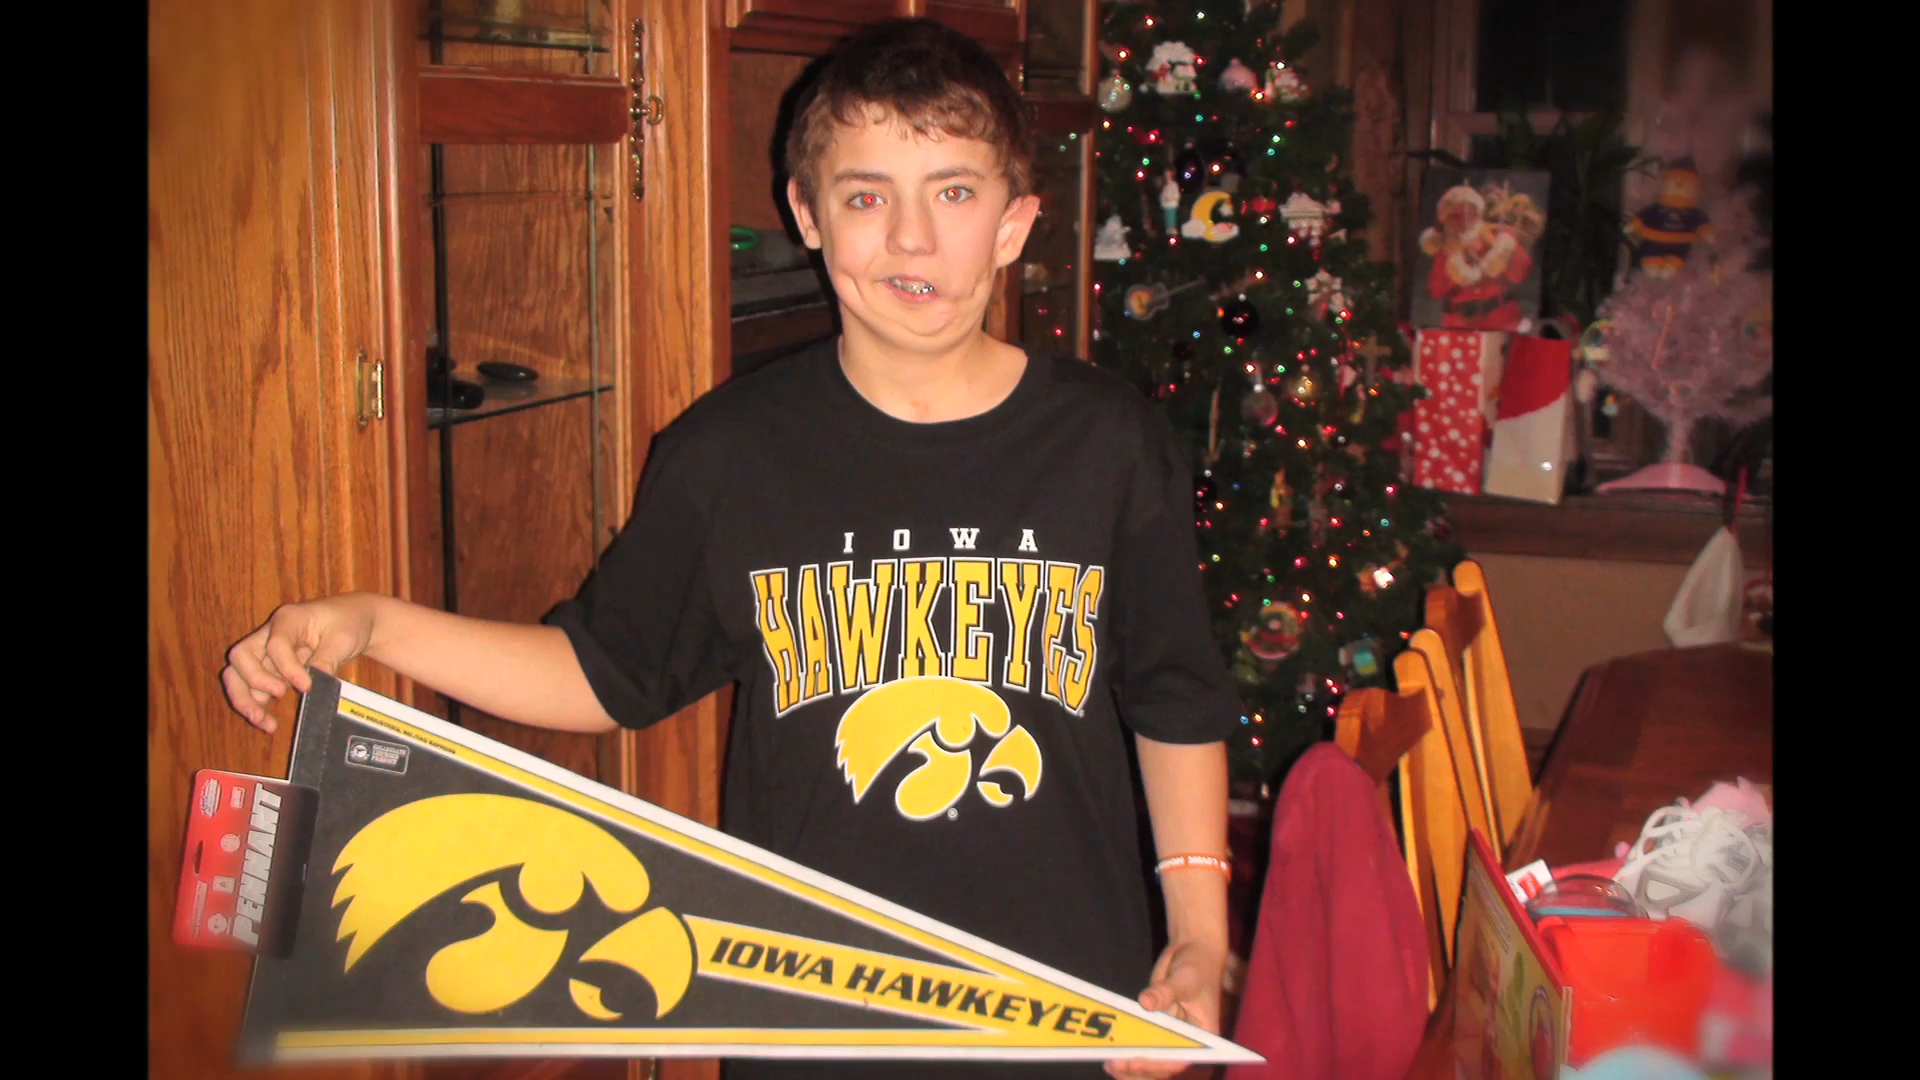 IOWA
HAWKEYES
®
PENNANT
IOWA HAWKEYES.